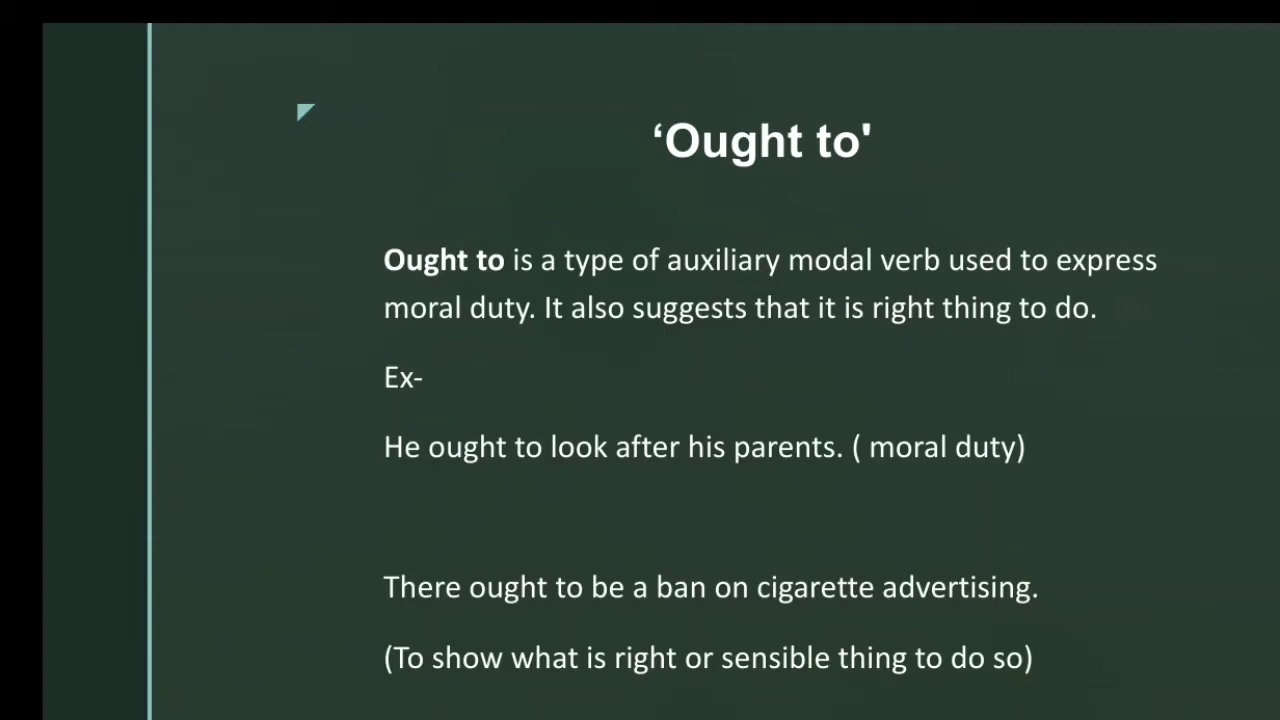 ‘Ought to'
Ought to is a type of auxiliary modal verb used to express
moral duty. It also suggests that it is right thing to do.
Ex-
He ought to look after his parents. ( moral duty)
There ought to be a ban on cigarette advertising.
(To show what is right or sensible thing to do so)